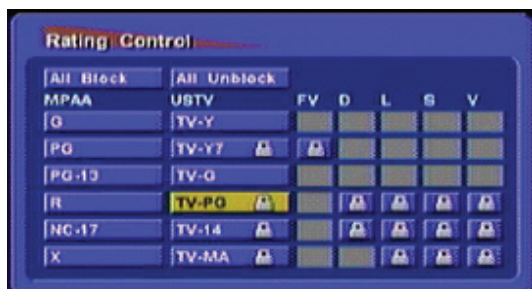 Rating Control
All Block All Unblock
MPAA USTV FV D L S V
G TV-Y
PG TV-Y7
PG-13 TV-G
R TV-PG
NC-17 TV-14
X TV-MA